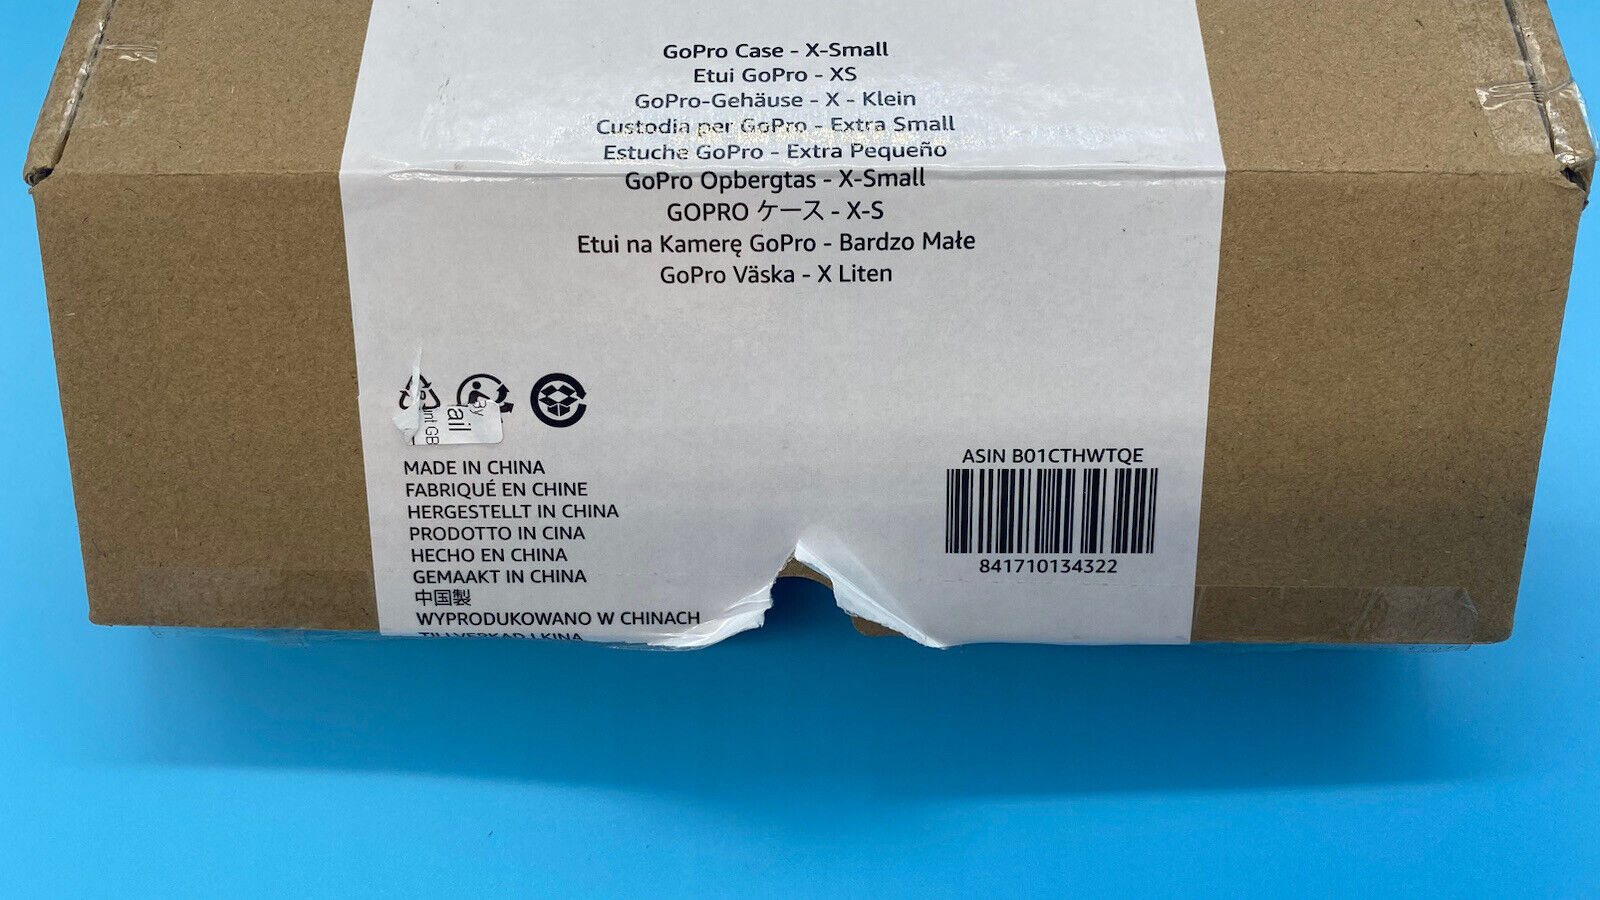 GoPro Case - X-Small
Etui GoPro - XS
GoPro-Gehäuse - X - Klein
Custodia per GoPro - Extra Small
Estuche GoPro - Extra Pequeño
GoPro Opbergtas - X-Small
GOPRO ケース - X-S
Etui na Kamerę GoPro - Bardzo Małe
GoPro Väska - X Liten
MADE IN CHINA
FABRIQUÉ EN CHINE
HERGESTELLT IN CHINA
PRODOTTO IN CINA
HECHO EN CHINA
GEMAAKT IN CHINA
中国製
WYPRODUKOWANO W CHINACH
TILLVERKAD I KINA
ASIN B01CTHWTQE
841710134322